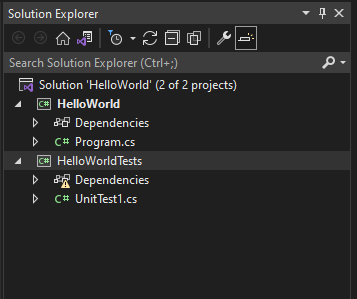 Solution Explorer
Search Solution Explorer (Ctrl+;)
Solution 'HelloWorld' (2 of 2 projects)
C# HelloWorld
Dependencies
C# Program.cs
C# HelloWorldTests
Dependencies
C# UnitTest1.cs